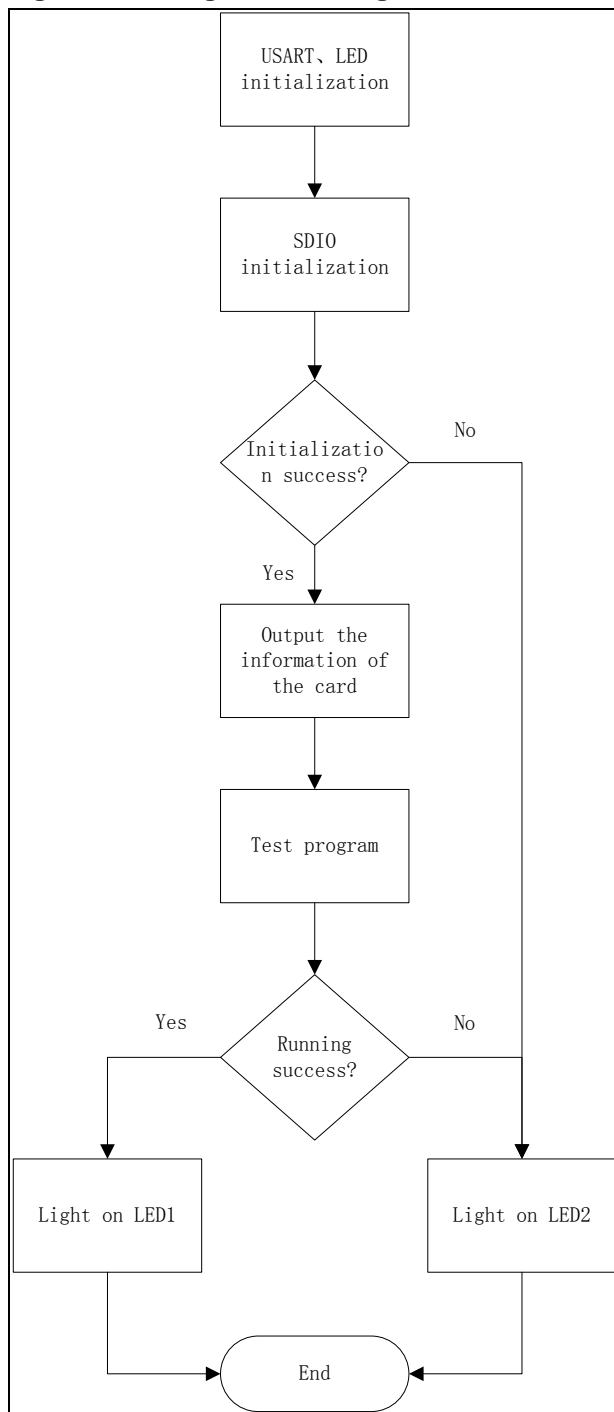 USART、LED
initialization
SDIO
initialization
Initializatio
n success?
No
Yes
Output the
information of
the card
Test program
Yes
Running
success?
No
Light on LED1
Light on LED2
End